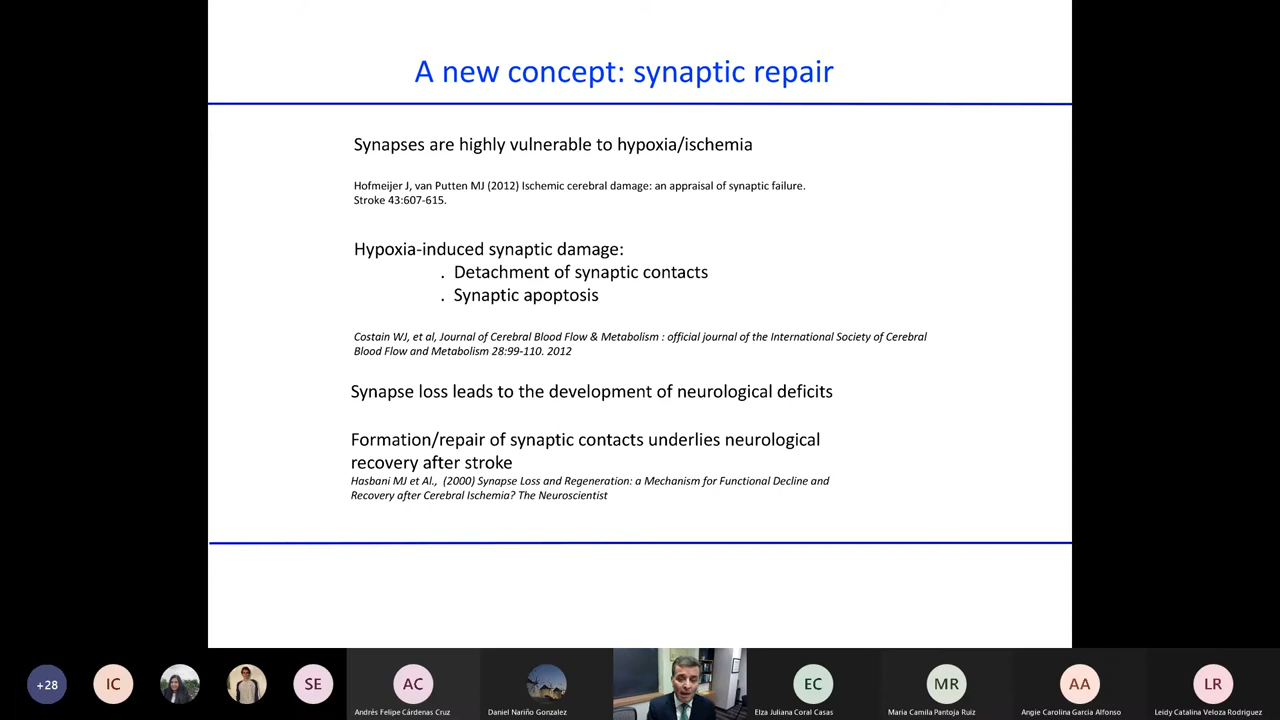 A new concept: synaptic repair
Synapses are highly vulnerable to hypoxia/ischemia
Hofmeijer J, van Putten MJ (2012) Ischemic cerebral damage: an appraisal of synaptic failure.
Stroke 43:607-615.
Hypoxia-induced synaptic damage:
. Detachment of synaptic contacts
. Synaptic apoptosis
Costain WJ, et al, Journal of Cerebral Blood Flow & Metabolism : official journal of the International Society of Cerebral
Blood Flow and Metabolism 28:99-110. 2012
Synapse loss leads to the development of neurological deficits
Formation/repair of synaptic contacts underlies neurological
recovery after stroke
Hasbani MJ et Al., (2000) Synapse Loss and Regeneration: a Mechanism for Functional Decline and
Recovery after Cerebral Ischemia? The Neuroscientist
+28
IC
SE
AC
EC
MR
AA
LR
Andrés Felipe Cárdenas Cruz
Daniel Nariño Gonzalez
Elza Juliana Coral Casas
Maria Camila Pantoja Ruiz
Angie Carolina Garcia Alfonso
Leidy Catalina Veloza Rodriguez